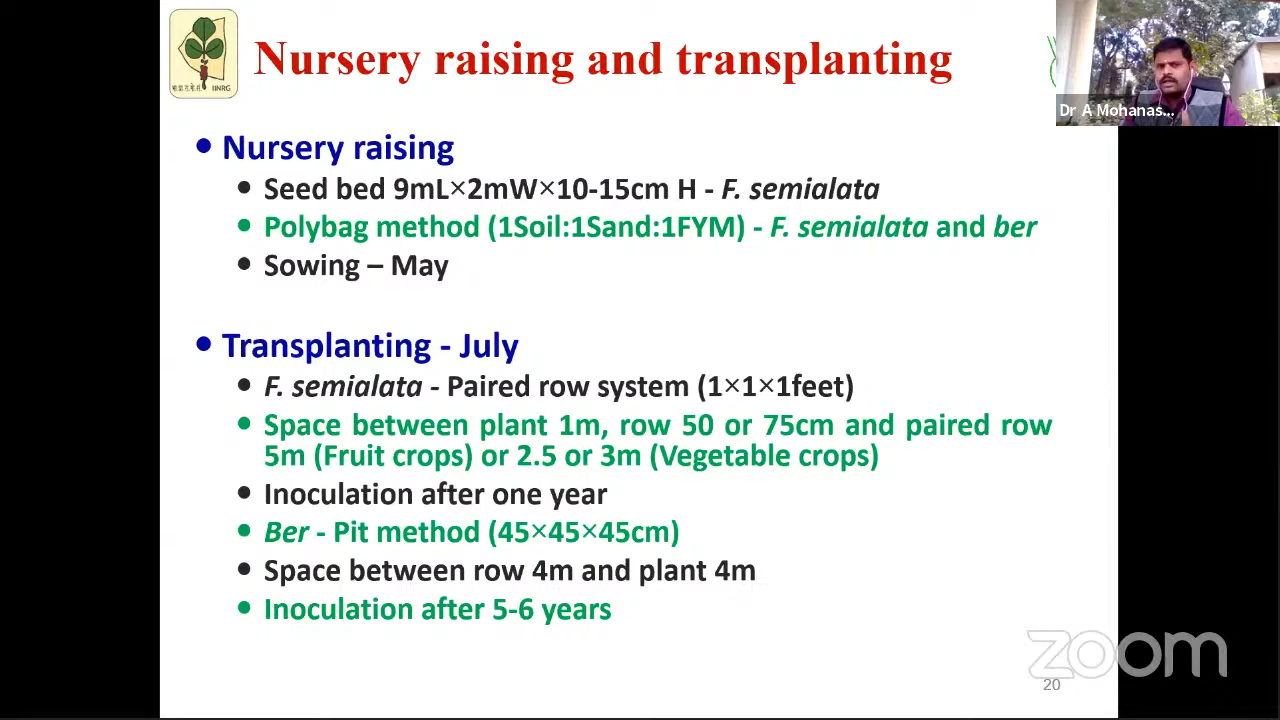 Nursery raising and transplanting
IINRG
Dr A Mohanas...
• Nursery raising
• Seed bed 9mL×2mW×10-15cm H - F. semialata
• Polybag method (1Soil:1Sand:1FYM) - F. semialata and ber
• Sowing – May
• Transplanting - July
• F. semialata - Paired row system (1×1×1feet)
• Space between plant 1m, row 50 or 75cm and paired row
5m (Fruit crops) or 2.5 or 3m (Vegetable crops)
• Inoculation after one year
• Ber - Pit method (45×45×45cm)
• Space between row 4m and plant 4m
• Inoculation after 5-6 years
zoom
20